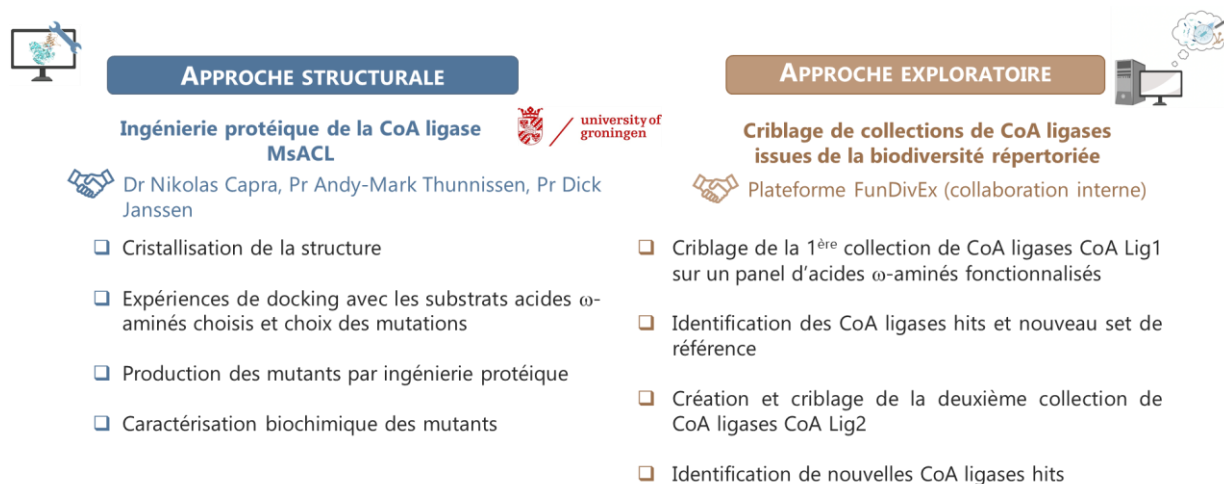 APPROCHE STRUCTURALE
Ingénierie protéique de la CoA ligase
MsACL
university of
groningen
Dr Nikolas Capra, Pr Andy-Mark Thunnissen, Pr Dick
Janssen
❑ Cristallisation de la structure
❑ Expériences de docking avec les substrats acides ω-
aminés choisis et choix des mutations
❑ Production des mutants par ingénierie protéique
❑ Caractérisation biochimique des mutants
APPROCHE EXPLORATOIRE
Criblage de collections de CoA ligases
issues de la biodiversité répertoriée
Plateforme FunDivEx (collaboration interne)
❑ Criblage de la 1ère collection de CoA ligases CoA Lig1
sur un panel d’acides ω-aminés fonctionnalisés
❑ Identification des CoA ligases hits et nouveau set de
référence
❑ Création et criblage de la deuxième collection de
CoA ligases CoA Lig2
❑ Identification de nouvelles CoA ligases hits